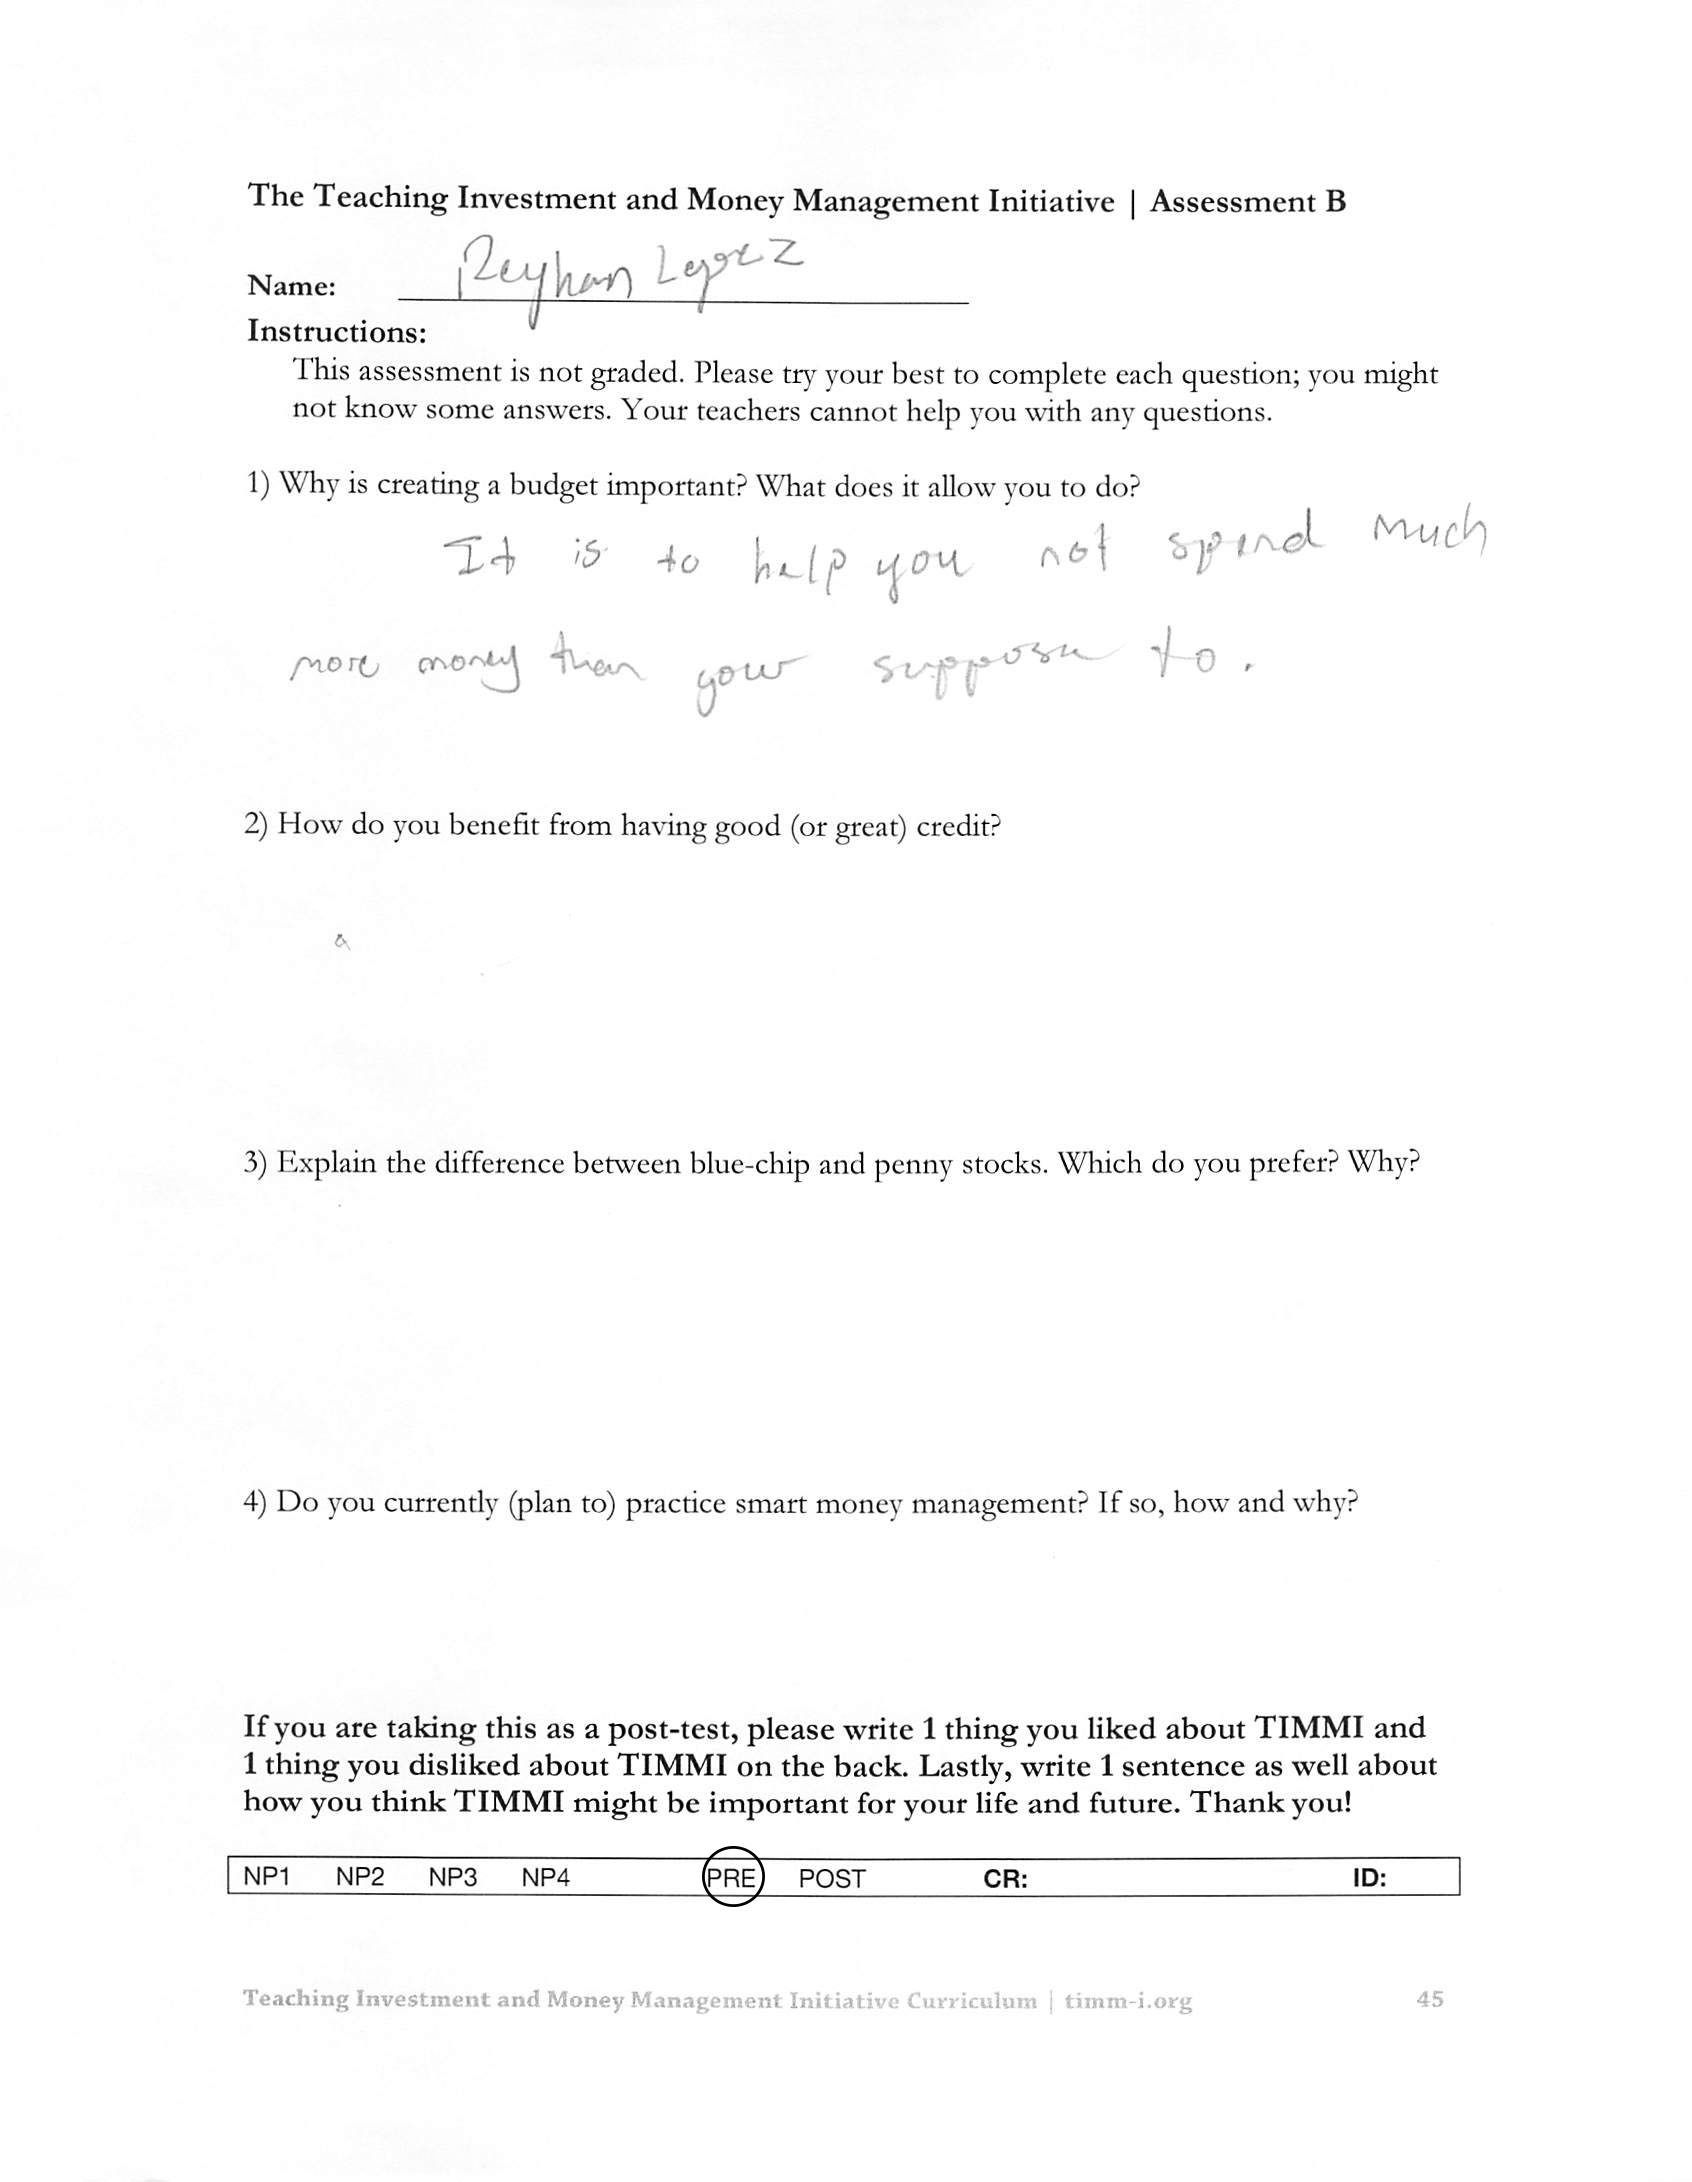 The Teaching Investment and Money Management Initiative | Assessment B
Name: Reyhan Lopez
Instructions:
This assessment is not graded. Please try your best to complete each question; you might
not know some answers. Your teachers cannot help you with any questions.
1) Why is creating a budget important? What does it allow you to do?
It is to help you not spend much
more money than your suppose to.
2) How do you benefit from having good (or great) credit?
3) Explain the difference between blue-chip and penny stocks. Which do you prefer? Why?
4) Do you currently (plan to) practice smart money management? If so, how and why?
If you are taking this as a post-test, please write 1 thing you liked about TIMMI and
1 thing you disliked about TIMMI on the back. Lastly, write 1 sentence as well about
how you think TIMMI might be important for your life and future. Thank you!
NP1 NP2 NP3 NP4 PRE POST CR: ID:
Teaching Investment and Money Management Initiative Curriculum | timm-i.org 45